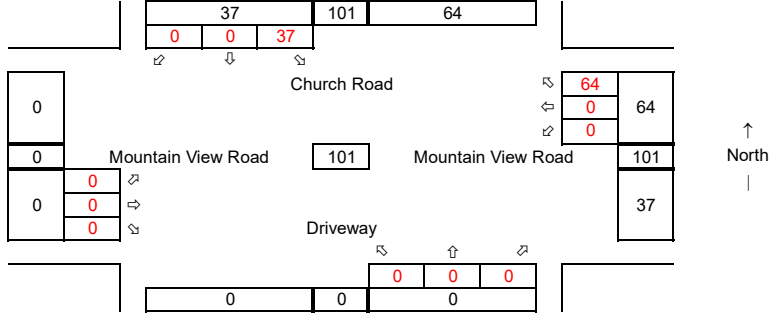 37 101 64
0 0 37
⬃ ⇩ ⬂
Church Road
⬁ 64
0 ⇦ 0 64
⬃ 0
↑
0 Mountain View Road 101 Mountain View Road 101 North
|
0 ⬀
0 0 ⇨ 37
0 ⬂
Driveway
⬁ ⇧ ⬀
0 0 0
0 0 0